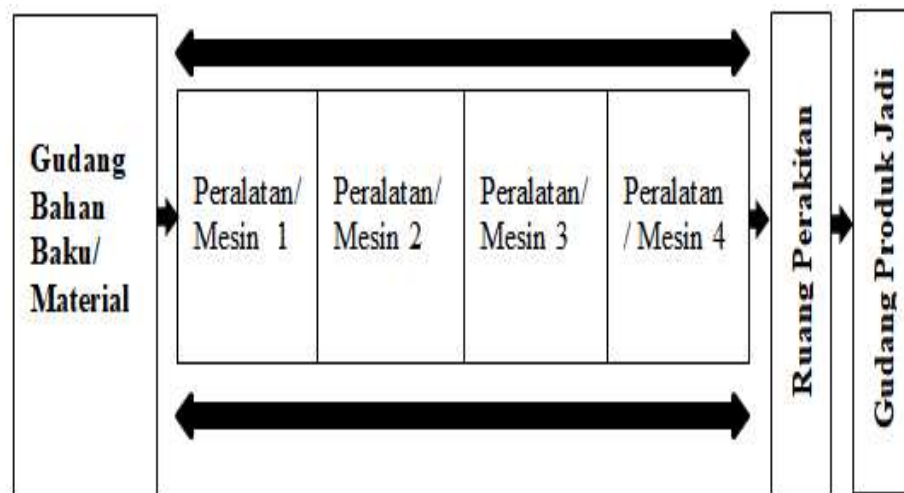 Gudang
Bahan
Baku/
Material
Peralatan/
Mesin 1
Peralatan/
Mesin 2
Peralatan/
Mesin 3
Peralatan
/ Mesin 4
Ruang Perakitan
Gudang Produk Jadi